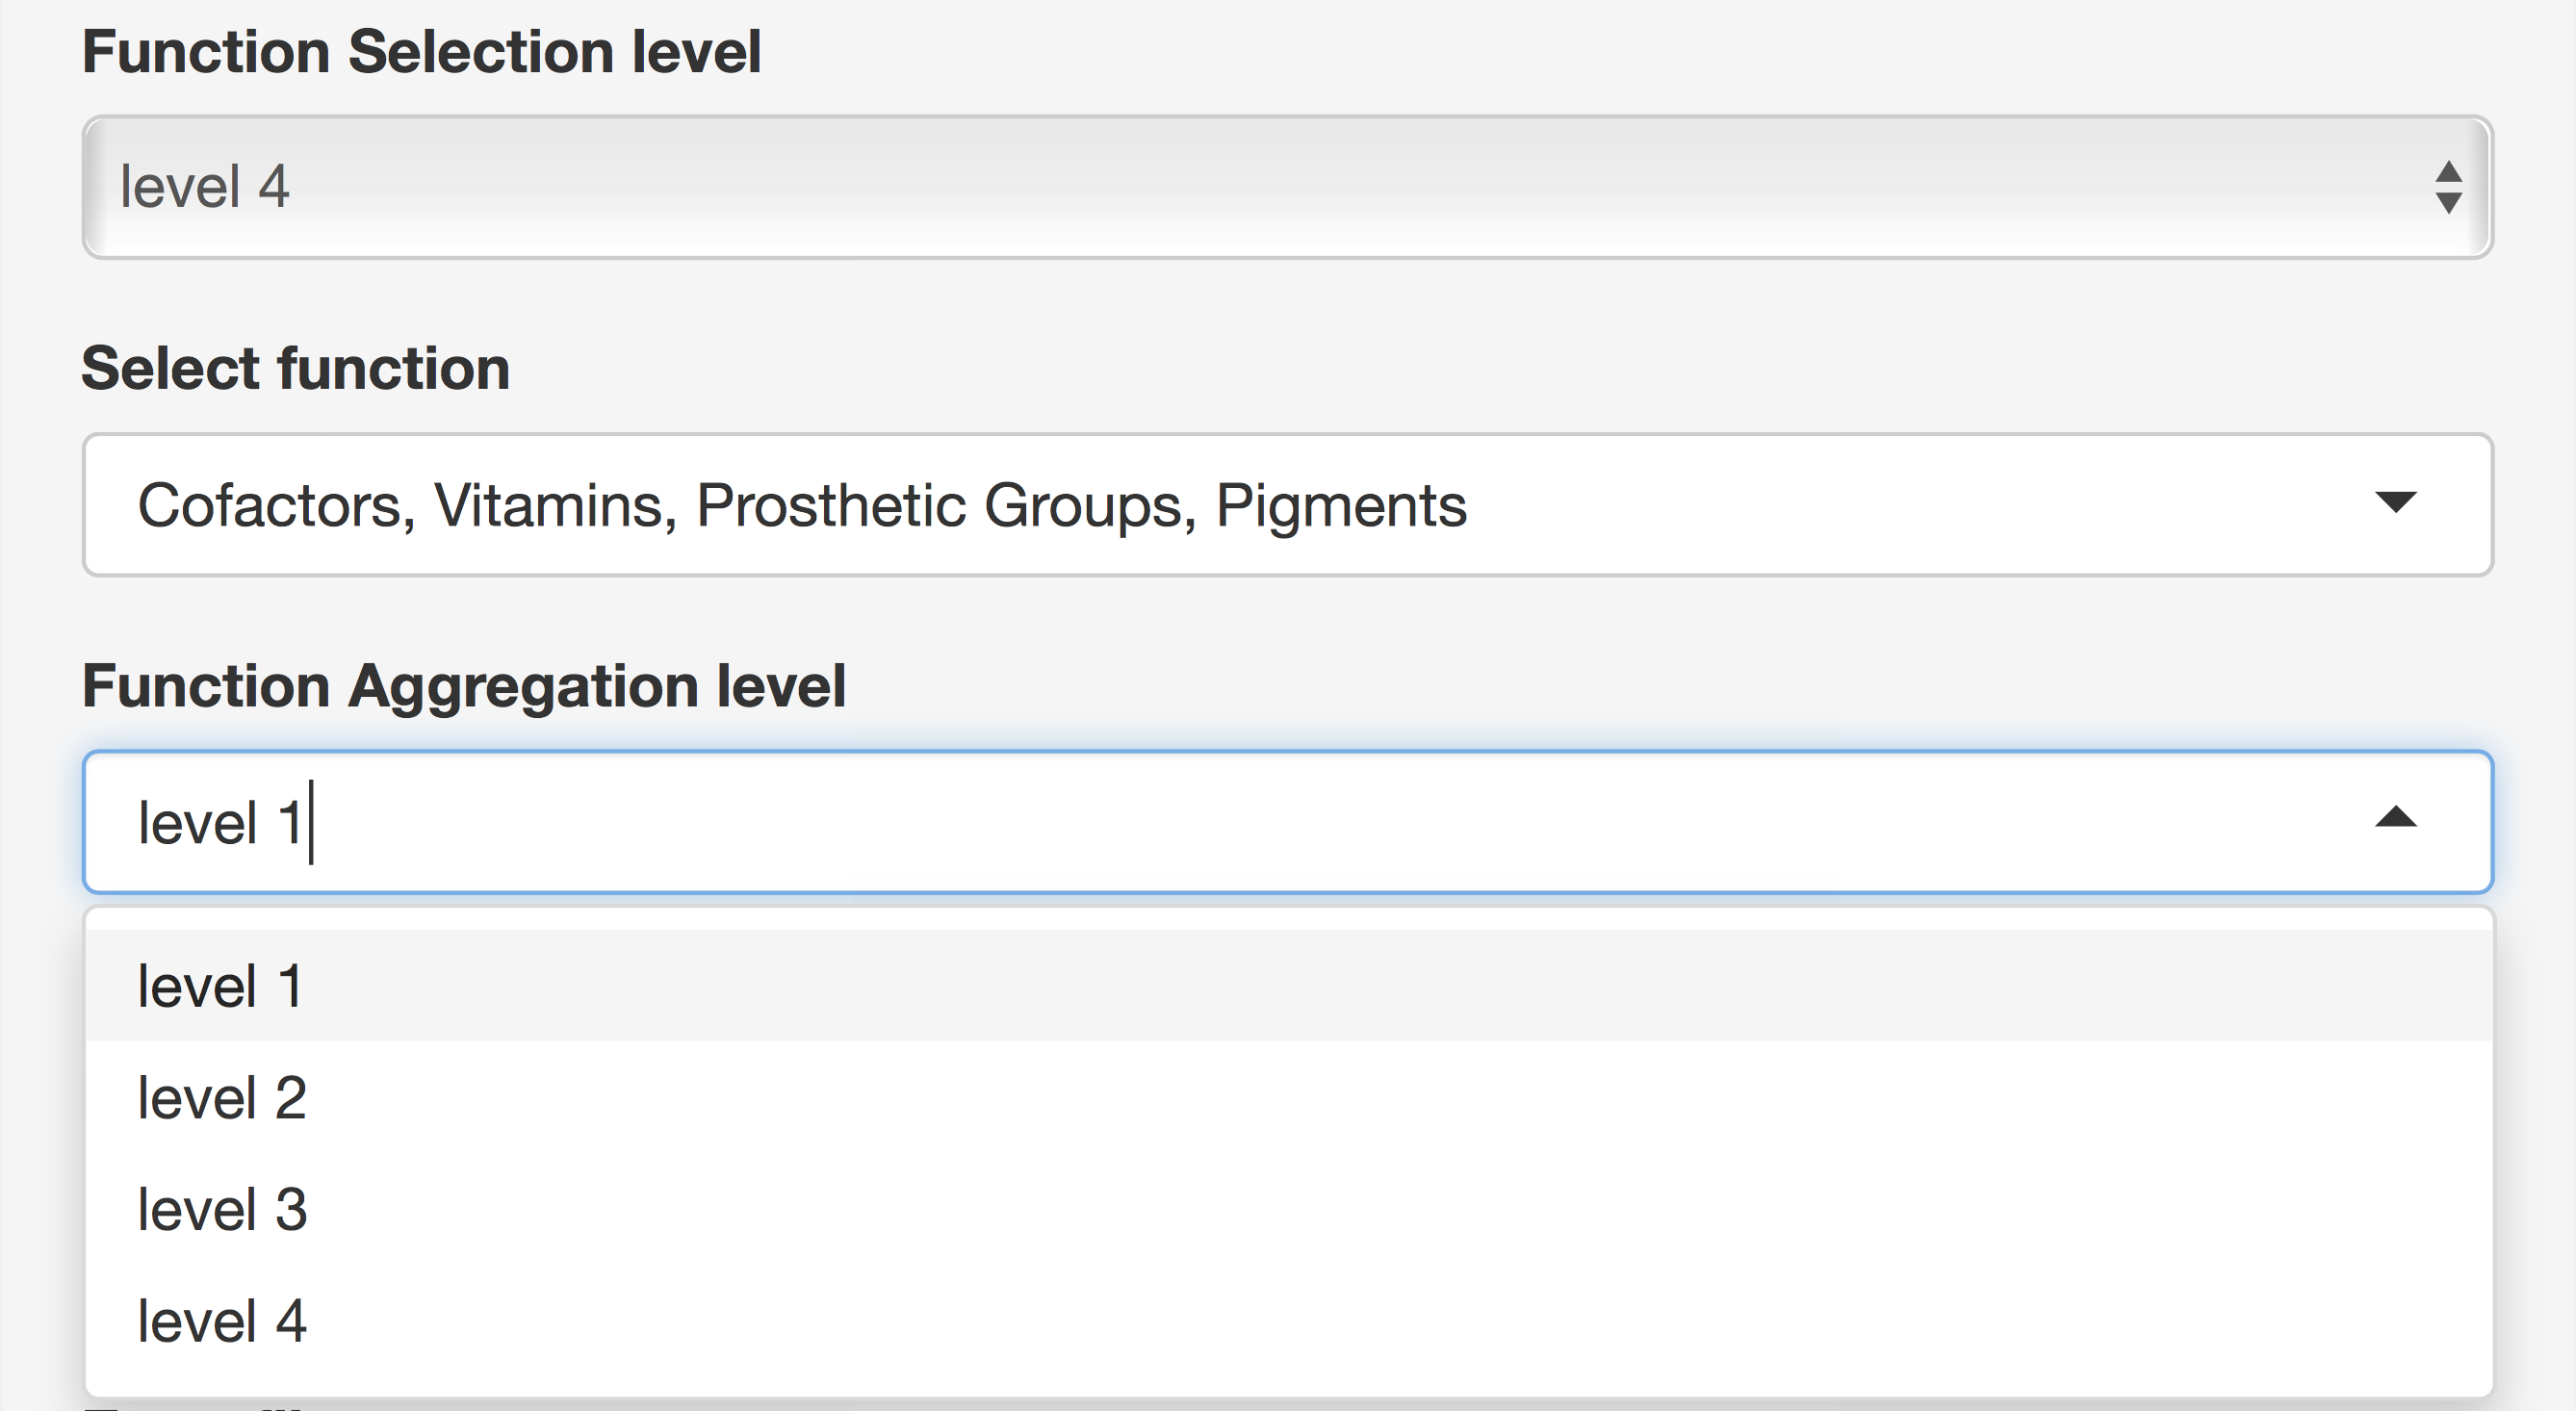 Function Selection level
level 4
Select function
Cofactors, Vitamins, Prosthetic Groups, Pigments
Function Aggregation level
level 1
level 1
level 2
level 3
level 4